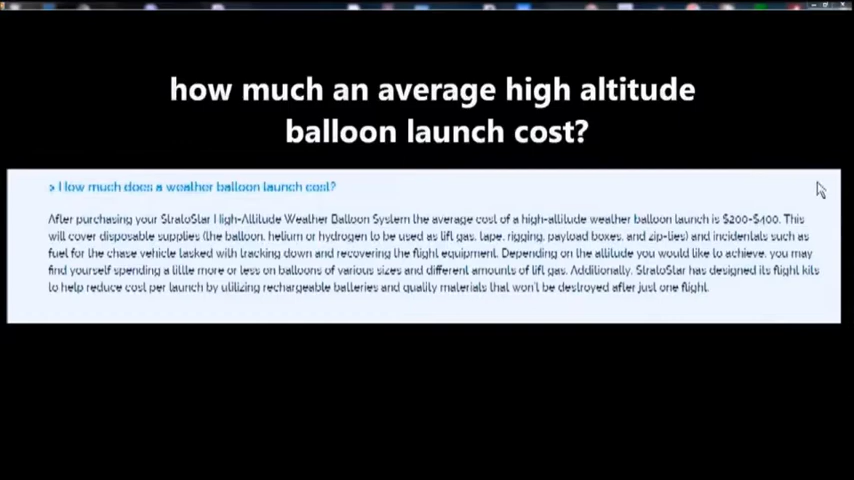 how much an average high altitude
balloon launch cost?
> How much does a weather balloon launch cost?
After purchasing your StratoStar High-Altitude Weather Balloon System the average cost of a high-altitude weather balloon launch is $200-$400. This
will cover disposable supplies (the balloon, helium or hydrogen to be used as lift gas, tape, rigging, payload boxes, and zip-ties) and incidentals such as
fuel for the chase vehicle tasked with tracking down and recovering the flight equipment. Depending on the altitude you would like to achieve, you may
find yourself spending a little more or less on balloons of various sizes and different amounts of lift gas. Additionally, StratoStar has designed its flight kits
to help reduce cost per launch by utilizing rechargeable batteries and quality materials that won't be destroyed after just one flight.